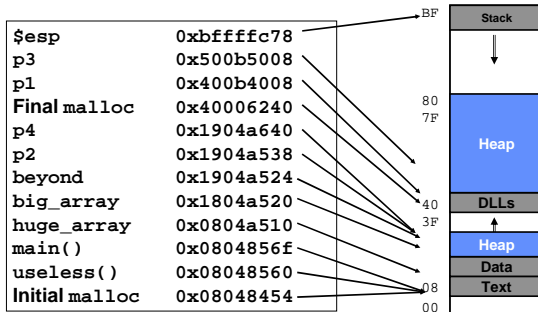 $esp 0xbffffc78
p3 0x500b5008
p1 0x400b4008
Final malloc 0x40006240
p4 0x1904a640
p2 0x1904a538
beyond 0x1904a524
big_array 0x1804a520
huge_array 0x0804a510
main() 0x0804856f
useless() 0x08048560
Initial malloc 0x08048454
BF
Stack
80
7F
Heap
40
DLLs
3F
Heap
Data
08
Text
00